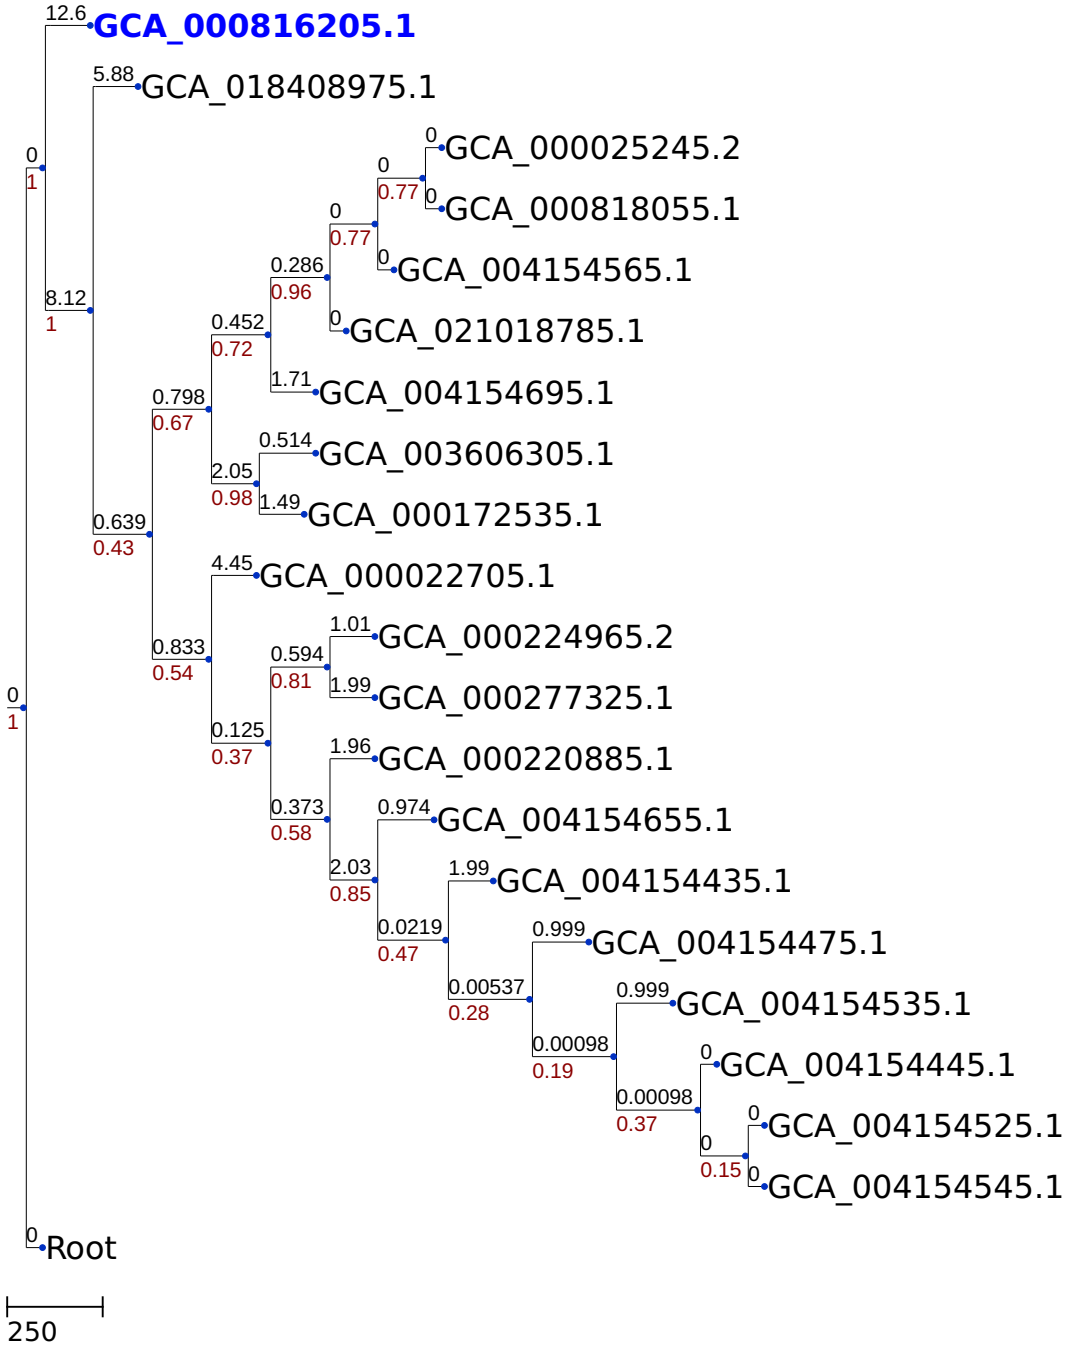 12.6
GCA_000816205.1
5.88
GCA_018408975.1
0
GCA_000025245.2
0
1
0
0.77
0
GCA_000818055.1
0
0.77
0
GCA_004154565.1
0.286
0.96
8.12
1
0
GCA_021018785.1
0.452
0.72
1.71
GCA_004154695.1
0.798
0.67
0.514
GCA_003606305.1
2.05
0.98
1.49
GCA_000172535.1
0.639
0.43
4.45
GCA_000022705.1
1.01
GCA_000224965.2
0.833
0.54
0.594
0.81
1.99
GCA_000277325.1
0
1
0.125
0.37
1.96
GCA_000220885.1
0.373
0.58
0.974
GCA_004154655.1
2.03
0.85
1.99
GCA_004154435.1
0.0219
0.47
0.999
GCA_004154475.1
0.00537
0.28
0.999
GCA_004154535.1
0.00098
0.19
0
GCA_004154445.1
0.00098
0.37
0
GCA_004154525.1
0
0.15
0
GCA_004154545.1
0
Root
250